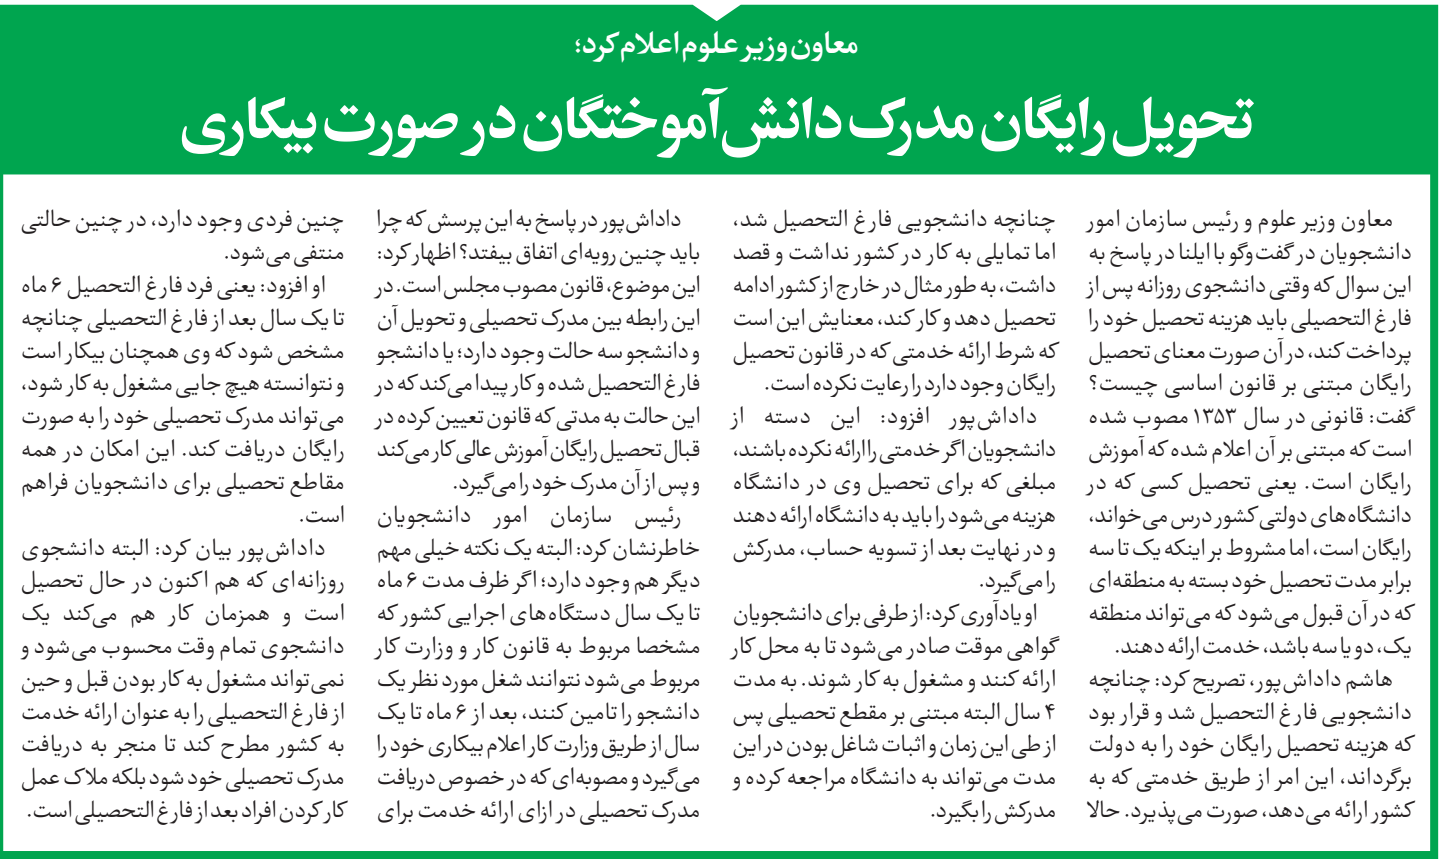 معاون وزیر علوم اعلام کرد؛
تحویل رایگان مدرک دانش‌آموختگان در صورت بیکاری
معاون وزیر علوم و رئیس سازمان امور
دانشجویان در گفت‌وگو با ایلنا در پاسخ به
این سوال که وقتی دانشجوی روزانه پس از
فارغ التحصیلی باید هزینه تحصیل خود را
پرداخت کند، در آن صورت معنای تحصیل
رایگان مبتنی بر قانون اساسی چیست؟
گفت: قانونی در سال ۱۳۵۳ مصوب شده
است که مبتنی بر آن اعلام شده که آموزش
رایگان است. یعنی تحصیل کسی که در
دانشگاه‌های دولتی کشور درس می‌خواند،
رایگان است، اما مشروط بر اینکه یک تا سه
برابر مدت تحصیل خود بسته به منطقه‌ای
که در آن قبول می‌شود که می‌تواند منطقه
یک، دو یا سه باشد، خدمت ارائه دهند.
هاشم داداش‌پور، تصریح کرد: چنانچه
دانشجویی فارغ التحصیل شد و قرار بود
که هزینه تحصیل رایگان خود را به دولت
برگرداند، این امر از طریق خدمتی که به
کشور ارائه می‌دهد، صورت می‌پذیرد. حالا
چنانچه دانشجویی فارغ التحصیل شد،
اما تمایلی به کار در کشور نداشت و قصد
داشت، به طور مثال در خارج از کشور ادامه
تحصیل دهد و کار کند، معنایش این است
که شرط ارائه خدمتی که در قانون تحصیل
رایگان وجود دارد را رعایت نکرده است.
داداش‌پور افزود: این دسته از
دانشجویان اگر خدمتی را ارائه نکرده باشند،
مبلغی که برای تحصیل وی در دانشگاه
هزینه می‌شود را باید به دانشگاه ارائه دهند
و در نهایت بعد از تسویه حساب، مدرکش
را می‌گیرد.
او یادآوری کرد: از طرفی برای دانشجویان
گواهی موقت صادر می‌شود تا به محل کار
ارائه کنند و مشغول به کار شوند. به مدت
۴ سال البته مبتنی بر مقطع تحصیلی پس
از طی این زمان و اثبات شاغل بودن در این
مدت می‌تواند به دانشگاه مراجعه کرده و
مدرکش را بگیرد.
داداش‌پور در پاسخ به این پرسش که چرا
باید چنین رویه‌ای اتفاق بیفتد؟ اظهار کرد:
این موضوع، قانون مصوب مجلس است. در
این رابطه بین مدرک تحصیلی و تحویل آن
و دانشجو سه حالت وجود دارد؛ یا دانشجو
فارغ التحصیل شده و کار پیدا می‌کند که در
این حالت به مدتی که قانون تعیین کرده در
قبال تحصیل رایگان آموزش عالی کار می‌کند
و پس از آن مدرک خود را می‌گیرد.
رئیس سازمان امور دانشجویان
خاطرنشان کرد: البته یک نکته خیلی مهم
دیگر هم وجود دارد؛ اگر ظرف مدت ۶ ماه
تا یک سال دستگاه‌های اجرایی کشور که
مشخصا مربوط به قانون کار و وزارت کار
مربوط می‌شود نتوانند شغل مورد نظر یک
دانشجو را تامین کنند، بعد از ۶ ماه تا یک
سال از طریق وزارت کار اعلام بیکاری خود را
می‌گیرد و مصوبه‌ای که در خصوص دریافت
مدرک تحصیلی در ازای ارائه خدمت برای
چنین فردی وجود دارد، در چنین حالتی
منتفی می‌شود.
او افزود: یعنی فرد فارغ التحصیل ۶ ماه
تا یک سال بعد از فارغ التحصیلی چنانچه
مشخص شود که وی همچنان بیکار است
و نتوانسته هیچ جایی مشغول به کار شود،
می‌تواند مدرک تحصیلی خود را به صورت
رایگان دریافت کند. این امکان در همه
مقاطع تحصیلی برای دانشجویان فراهم
است.
داداش‌پور بیان کرد: البته دانشجوی
روزانه‌ای که هم اکنون در حال تحصیل
است و همزمان کار هم می‌کند یک
دانشجوی تمام وقت محسوب می‌شود و
نمی‌تواند مشغول به کار بودن قبل و حین
از فارغ التحصیلی را به عنوان ارائه خدمت
به کشور مطرح کند تا منجر به دریافت
مدرک تحصیلی خود شود بلکه ملاک عمل
کار کردن افراد بعد از فارغ التحصیلی است.